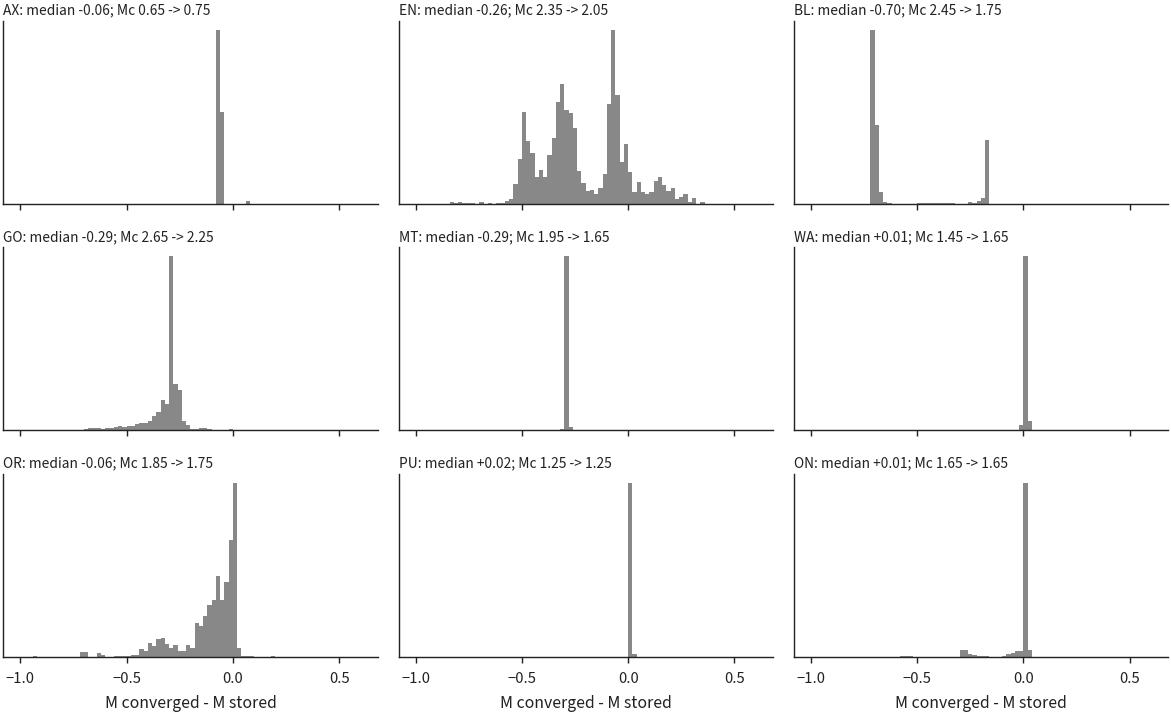 AX: median -0.06; Mc 0.65 -> 0.75
EN: median -0.26; Mc 2.35 -> 2.05
BL: median -0.70; Mc 2.45 -> 1.75
GO: median -0.29; Mc 2.65 -> 2.25
MT: median -0.29; Mc 1.95 -> 1.65
WA: median +0.01; Mc 1.45 -> 1.65
OR: median -0.06; Mc 1.85 -> 1.75
PU: median +0.02; Mc 1.25 -> 1.25
ON: median +0.01; Mc 1.65 -> 1.65
−1.0 −0.5 0.0 0.5
−1.0 −0.5 0.0 0.5
−1.0 −0.5 0.0 0.5
M converged - M stored
M converged - M stored
M converged - M stored